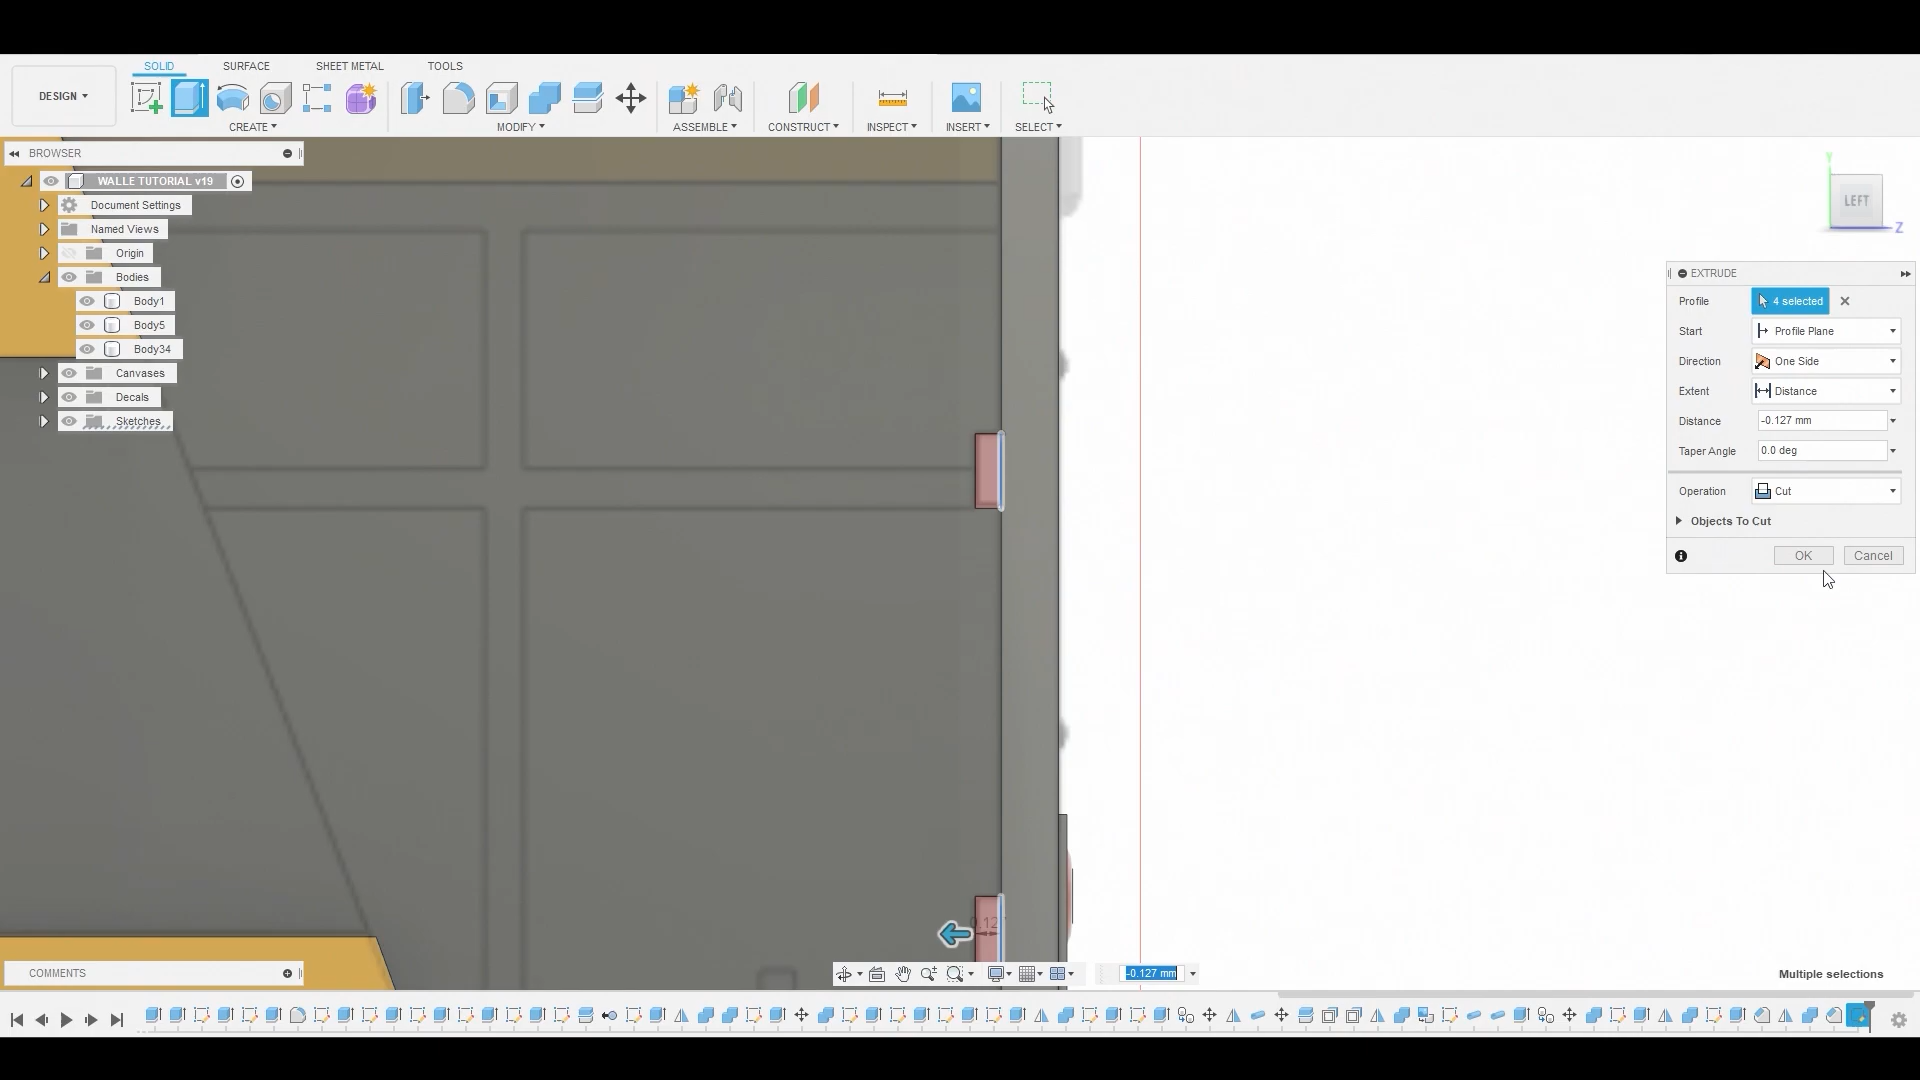 SOLID SURFACE SHEET METAL TOOLS
DESIGN
CREATE MODIFY ASSEMBLE CONSTRUCT INSPECT INSERT SELECT
BROWSER
WALLE TUTORIAL v19
Document Settings
Named Views
Origin
Bodies
Body1
Body5
Body34
Canvases
Decals
Sketches
Y
LEFT
Z
EXTRUDE
Profile 4 selected
Start Profile Plane
Direction One Side
Extent Distance
Distance -0.127 mm
Taper Angle 0.0 deg
Operation Cut
Objects To Cut
OK Cancel
COMMENTS
-0.127 mm
Multiple selections